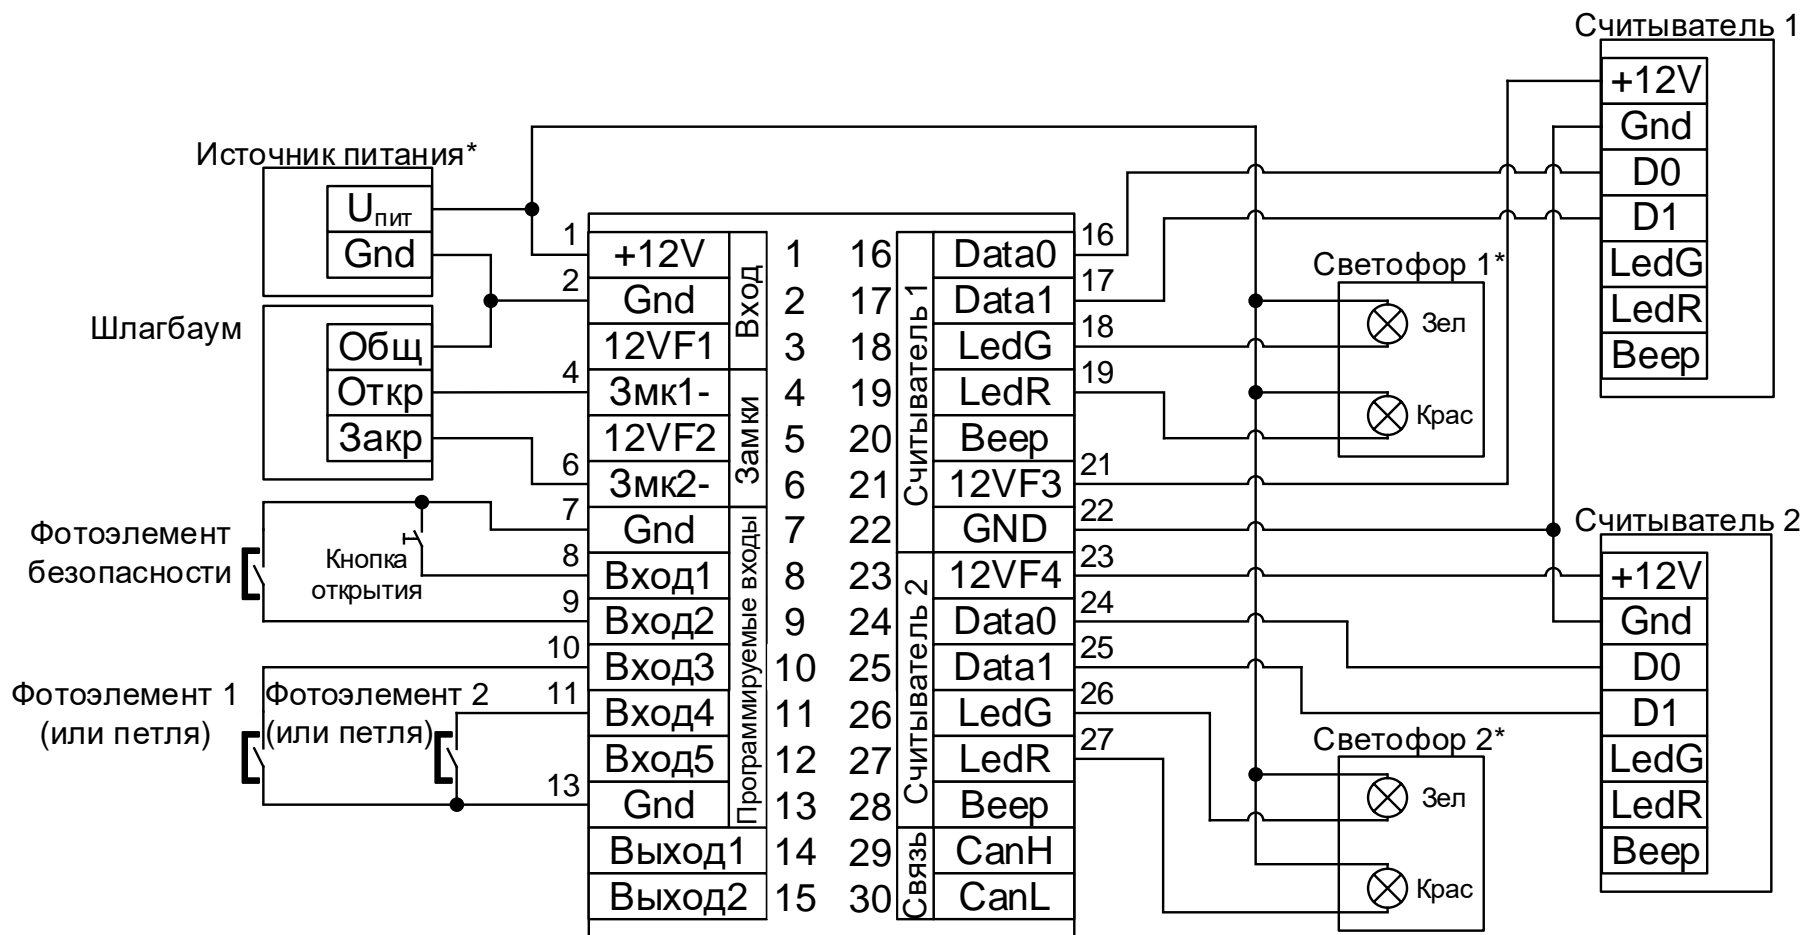 Считыватель 1
+12V
Gnd
D0
D1
LedG
LedR
Beep
Источник питания*
Uпит
Gnd
Шлагбаум
Общ
Откр
Закр
Фотоэлемент
безопасности
Кнопка
открытия
Фотоэлемент 1
(или петля)
Фотоэлемент 2
(или петля)
1
2
4
6
7
8
9
10
11
13
+12V
Gnd
12VF1
Змк1-
12VF2
Змк2-
Gnd
Вход1
Вход2
Вход3
Вход4
Вход5
Gnd
Выход1
Выход2
Вход
Замки
Программируемые входы
1
2
3
4
5
6
7
8
9
10
11
12
13
14
15
16
17
18
19
20
21
22
23
24
25
26
27
28
29
30
Считыватель 1
Считыватель 2
Связь
Data0
Data1
LedG
LedR
Beep
12VF3
GND
12VF4
Data0
Data1
LedG
LedR
Beep
CanH
CanL
16
17
18
19
21
22
23
24
25
26
27
Светофор 1*
Зел
Крас
Светофор 2*
Зел
Крас
Считыватель 2
+12V
Gnd
D0
D1
LedG
LedR
Beep